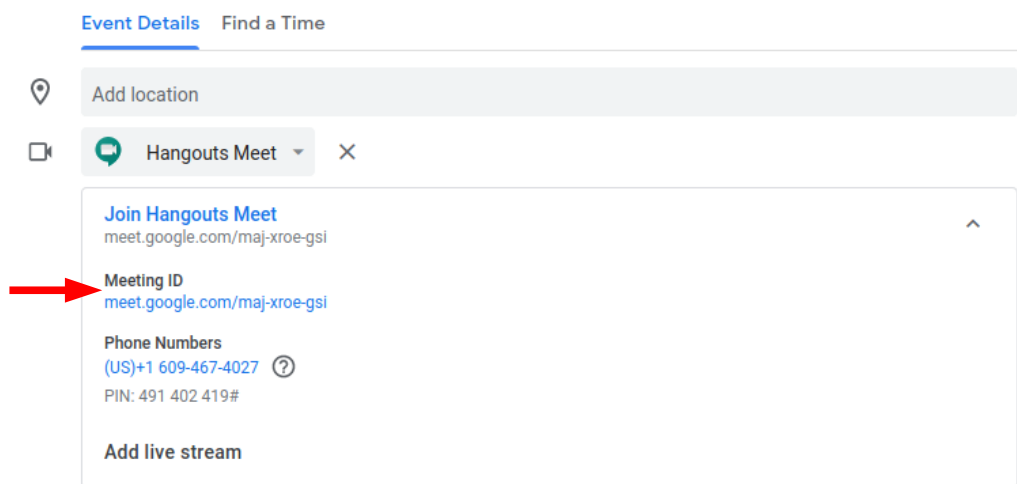 Event Details Find a Time
Add location
Hangouts Meet
Join Hangouts Meet
meet.google.com/maj-xroe-gsi
Meeting ID
meet.google.com/maj-xroe-gsi
Phone Numbers
(US)+1 609-467-4027
PIN: 491 402 419#
Add live stream